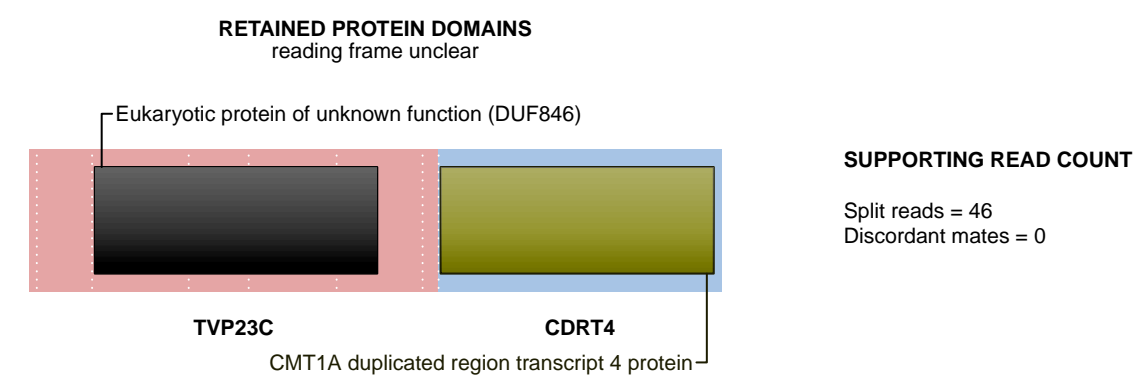 RETAINED PROTEIN DOMAINS
reading frame unclear
Eukaryotic protein of unknown function (DUF846)
SUPPORTING READ COUNT
Split reads = 46
Discordant mates = 0
TVP23C
CDRT4
CMT1A duplicated region transcript 4 protein